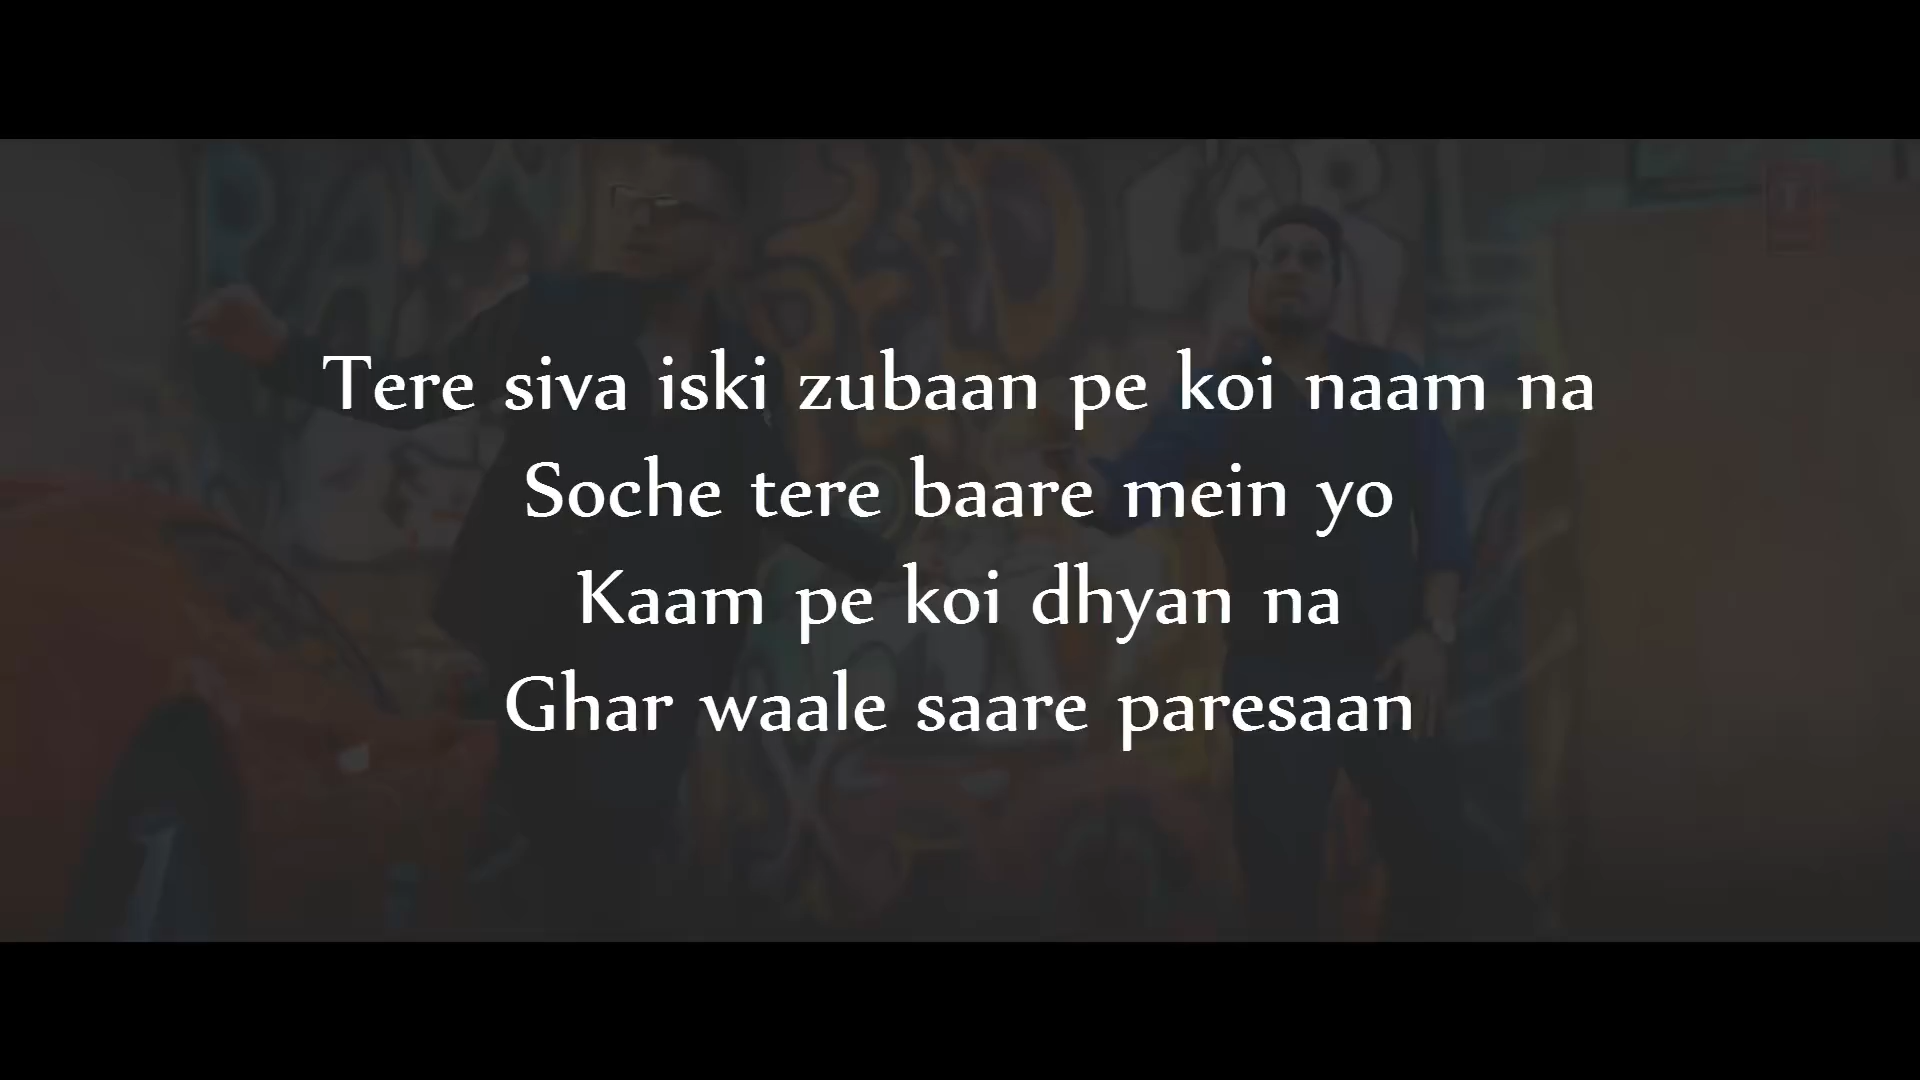 Tere siva iski zubaan pe koi naam na
Soche tere baare mein yo
Kaam pe koi dhyan na
Ghar waale saare paresaan